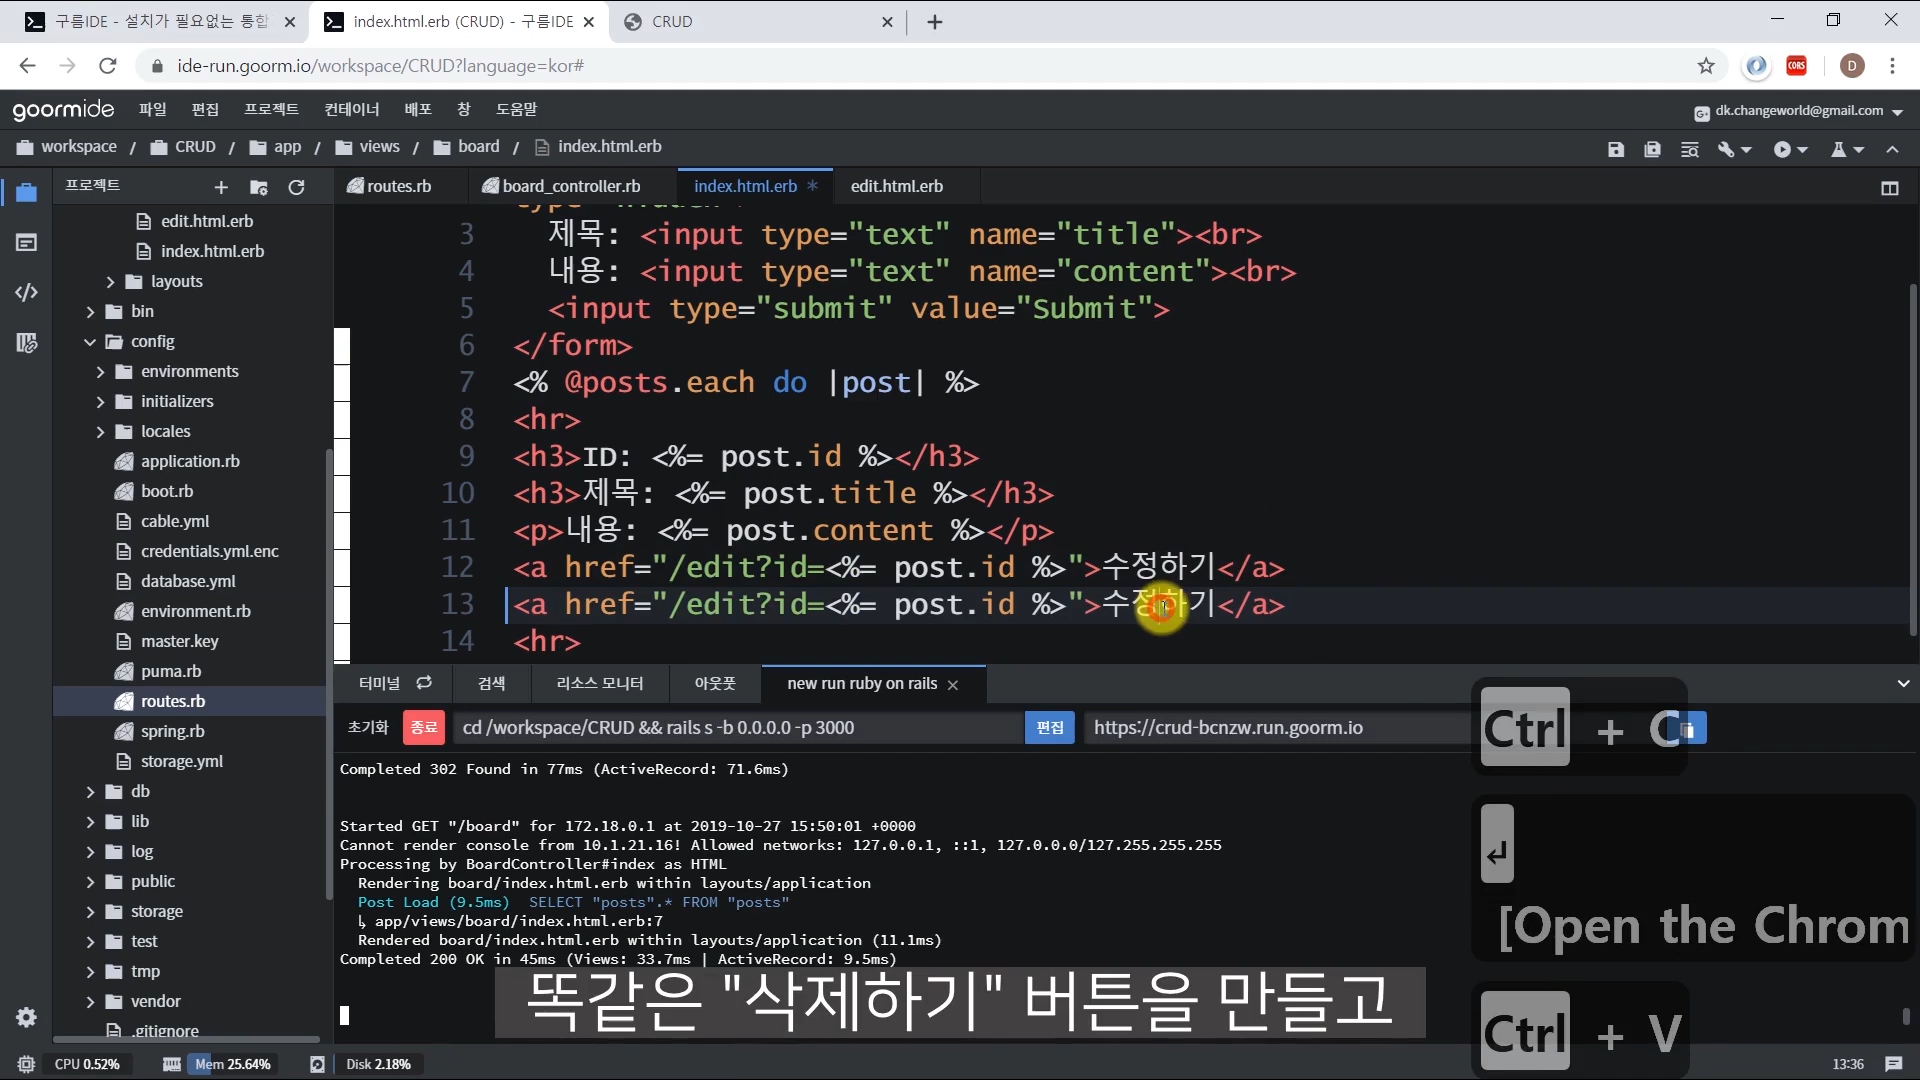 구름IDE - 설치가 필요없는 통합
index.html.erb (CRUD) - 구름IDE
CRUD
ide-run.goorm.io/workspace/CRUD?language=kor#
CORS
D
goormide 파일 편집 프로젝트 컨테이너 배포 창 도움말
G+ dk.changeworld@gmail.com
workspace / CRUD / app / views / board / index.html.erb
프로젝트
routes.rb
board_controller.rb
index.html.erb *
edit.html.erb
edit.html.erb
index.html.erb
layouts
bin
config
environments
initializers
locales
application.rb
boot.rb
cable.yml
credentials.yml.enc
database.yml
environment.rb
master.key
puma.rb
routes.rb
spring.rb
storage.yml
db
lib
log
public
storage
test
tmp
vendor
.gitignore
3 제목: <input type="text" name="title"><br>
4 내용: <input type="text" name="content"><br>
5 <input type="submit" value="Submit">
6 </form>
7 <% @posts.each do |post| %>
8 <hr>
9 <h3>ID: <%= post.id %></h3>
10 <h3>제목: <%= post.title %></h3>
11 <p>내용: <%= post.content %></p>
12 <a href="/edit?id=<%= post.id %>">수정하기</a>
13 <a href="/edit?id=<%= post.id %>">수정하기</a>
14 <hr>
터미널 검색 리소스 모니터 아웃풋 new run ruby on rails
초기화 종료 cd /workspace/CRUD && rails s -b 0.0.0.0 -p 3000 편집 https://crud-bcnzw.run.goorm.io
Completed 302 Found in 77ms (ActiveRecord: 71.6ms)
Started GET "/board" for 172.18.0.1 at 2019-10-27 15:50:01 +0000
Cannot render console from 10.1.21.16! Allowed networks: 127.0.0.1, ::1, 127.0.0.0/127.255.255.255
Processing by BoardController#index as HTML
Rendering board/index.html.erb within layouts/application
Post Load (9.5ms) SELECT "posts".* FROM "posts"
↳ app/views/board/index.html.erb:7
Rendered board/index.html.erb within layouts/application (11.1ms)
Completed 200 OK in 45ms (Views: 33.7ms | ActiveRecord: 9.5ms)
Ctrl + C
[Open the Chrom
Ctrl + V
똑같은 "삭제하기" 버튼을 만들고
CPU 0.52% Mem 25.64% Disk 2.18%
13:36